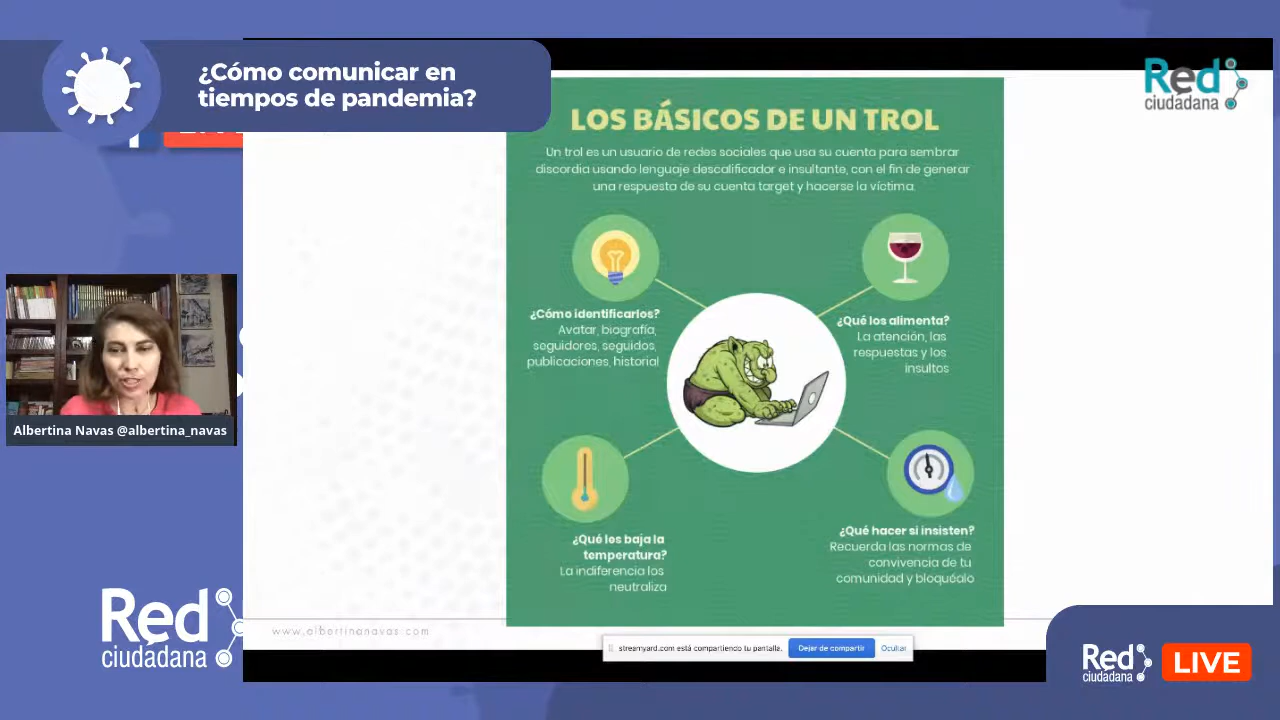 ¿Cómo comunicar en
tiempos de pandemia?
Red
ciudadana
LOS BÁSICOS DE UN TROL
Un trol es un usuario de redes sociales que usa su cuenta para sembrar
discordia usando lenguaje descalificador e insultante, con el fin de generar
una respuesta de su cuenta target y hacerse la víctima.
¿Cómo identificarlos?
Avatar, biografía,
seguidores, seguidos,
publicaciones, historial
¿Qué los alimenta?
La atención, las
respuestas y los
insultos
¿Qué les baja la
temperatura?
La indiferencia los
neutraliza
¿Qué hacer si insisten?
Recuerda las normas de
convivencia de tu
comunidad y bloquéalo
Albertina Navas @albertina_navas
www.albertinanavas.com
streamyard.com está compartiendo tu pantalla.
Dejar de compartir
Ocultar
Red
ciudadana
Red
ciudadana
LIVE